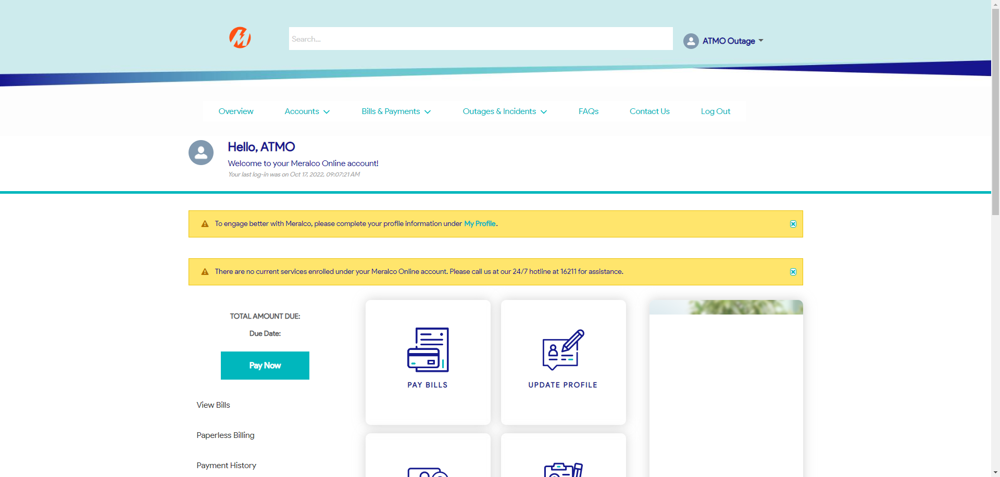 Search...
ATMO Outage
Overview
Accounts
Bills & Payments
Outages & Incidents
FAQs
Contact Us
Log Out
Hello, ATMO
Welcome to your Meralco Online account!
Your last log-in was on Oct 17, 2022, 09:07:21 AM
To engage better with Meralco, please complete your profile information under My Profile.
There are no current services enrolled under your Meralco Online account. Please call us at our 24/7 hotline at 16211 for assistance.
TOTAL AMOUNT DUE:
Due Date:
Pay Now
PAY BILLS
UPDATE PROFILE
View Bills
Paperless Billing
Payment History